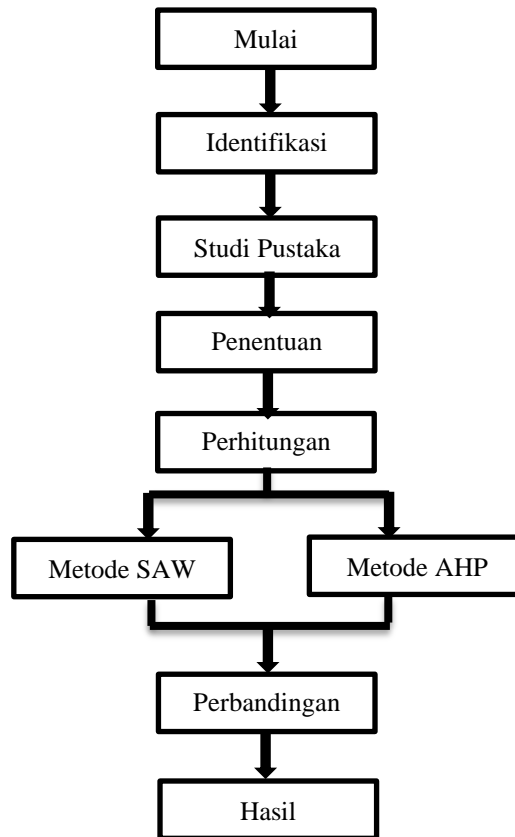 Mulai
Identifikasi
Studi Pustaka
Penentuan
Perhitungan
Metode SAW
Metode AHP
Perbandingan
Hasil